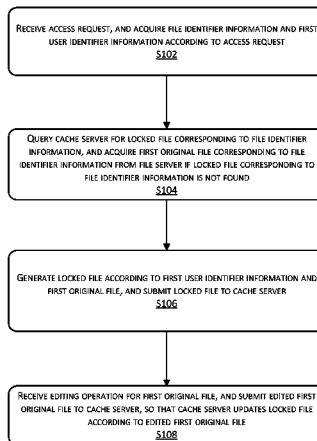 RECEIVE ACCESS REQUEST, AND ACQUIRE FILE IDENTIFIER INFORMATION AND FIRST
USER IDENTIFIER INFORMATION ACCORDING TO ACCESS REQUEST
S102
QUERY CACHE SERVER FOR LOCKED FILE CORRESPONDING TO FILE IDENTIFIER
INFORMATION, AND ACQUIRE FIRST ORIGINAL FILE CORRESPONDING TO FILE
IDENTIFIER INFORMATION FROM FILE SERVER IF LOCKED FILE CORRESPONDING TO
FILE IDENTIFIER INFORMATION IS NOT FOUND
S104
GENERATE LOCKED FILE ACCORDING TO FIRST USER IDENTIFIER INFORMATION AND
FIRST ORIGINAL FILE, AND SUBMIT LOCKED FILE TO CACHE SERVER
S106
RECEIVE EDITING OPERATION FOR FIRST ORIGINAL FILE, AND SUBMIT EDITED FIRST
ORIGINAL FILE TO CACHE SERVER, SO THAT CACHE SERVER UPDATES LOCKED FILE
ACCORDING TO EDITED FIRST ORIGINAL FILE
S108